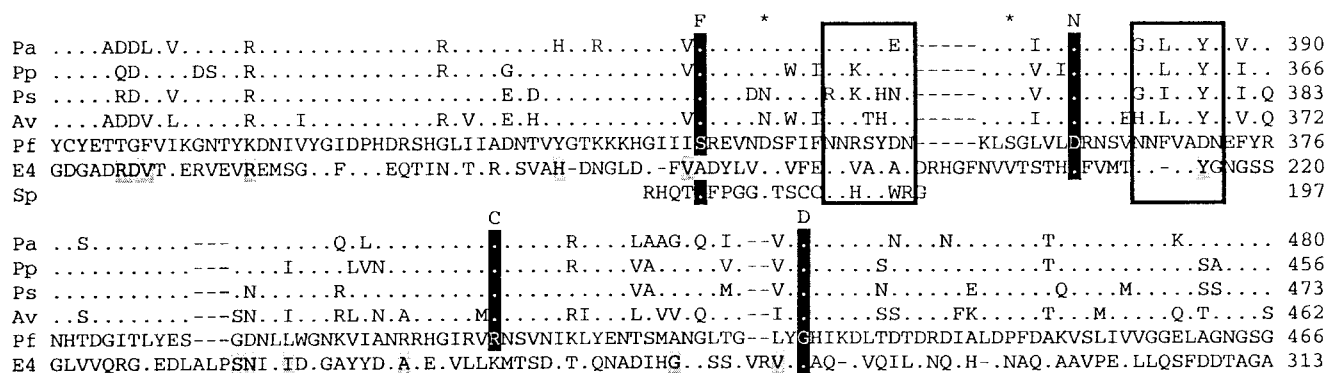 F * * N
Pa ....ADDL.V......R................R.........H..R......V...................E.-----......I............G.L..Y..V... 390
Pp ......QD....DS..R................R....G..............V........W.I..K.......-----......V.I............L..Y..I... 366
Ps ......RD..V......R....................E.D............V.....DN......R.K.HN..-----......V............G.I..Y..I.Q 383
Av ....ADDV.L......R....I.............R.V..E.H...........V......N.W.I....TH...-----......V........EH.L..Y..V.Q 372
Pf YCYETTGFVIKGNTYKDNIVYGIDPHDRSHGLIIADNTVYGTKKKHGIIISREVNDSFIFNNRSYDN-----KLSGLVLDRNSVNNFVADNEFYR 376
E4 GDGADRDVT.ERVEVREMSG..F...EQTIN.T.R.SVAH-DNGLD.-FVADYLV..VFE..VA.A.DRHGFNVVTSTH.FVMT...-..YGNGSS 220
Sp RHQT.FPGG.TSCC..H..WRG 197
C D
Pa ..S........---.........Q.L..........R....LAAG.Q.I..--V........N...N.......T.........K....... 480
Pp ...........---....I....LVN..........R....VA.....V..--V.......S............T...........SA... 456
Ps ...........---.N......R.....................VA.....M..--V........N.....E......Q....M.....SS... 473
Av ..S........---SN..I..RL.N.A......M......RI..L.VV..Q....--I.......SS....FK.....T...M.....Q.T...S 462
Pf NHTDGITLYES---GDNLLWGNKVIANRRHGIRVRNSVNIKLYENTSMANGLTG--LYGHIKDLTDTDRDIALDPFDAKVSLIVVGGELAGNGSG 466
E4 GLVVQRG.EDLALPSNI.ID.GAYYD.A.E.VLLKMTSD.T.QNADIHG..SS.VRV.AQ.VQIL.NQ.H.NAQ.AAVPE.LLQSFDDTAGA 313